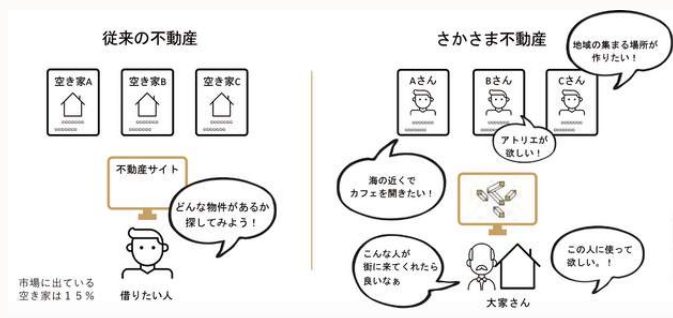 従来の不動産
空き家A
空き家B
空き家C
不動産サイト
どんな物件があるか
探してみよう！
市場に出ている
空き家は１５％
借りたい人
さかさま不動産
地域の集まる場所が
作りたい！
Aさん
Bさん
Cさん
アトリエが
欲しい！
海の近くで
カフェを開きたい！
こんな人が
街に来てくれたら
良いなぁ
この人に使って
欲しい。！
大家さん